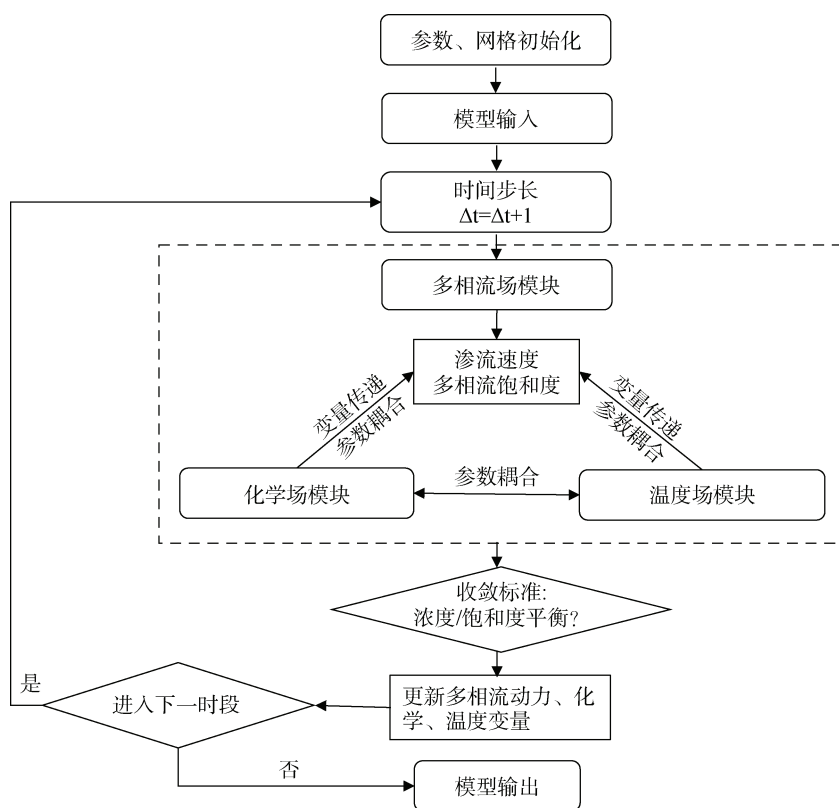 参数、网格初始化
模型输入
时间步长
Δt=Δt+1
多相流场模块
渗流速度
多相流饱和度
变量传递
参数耦合
变量传递
参数耦合
化学场模块
参数耦合
温度场模块
收敛标准:
浓度/饱和度平衡?
是
进入下一时段
更新多相流动力、化
学、温度变量
否
模型输出